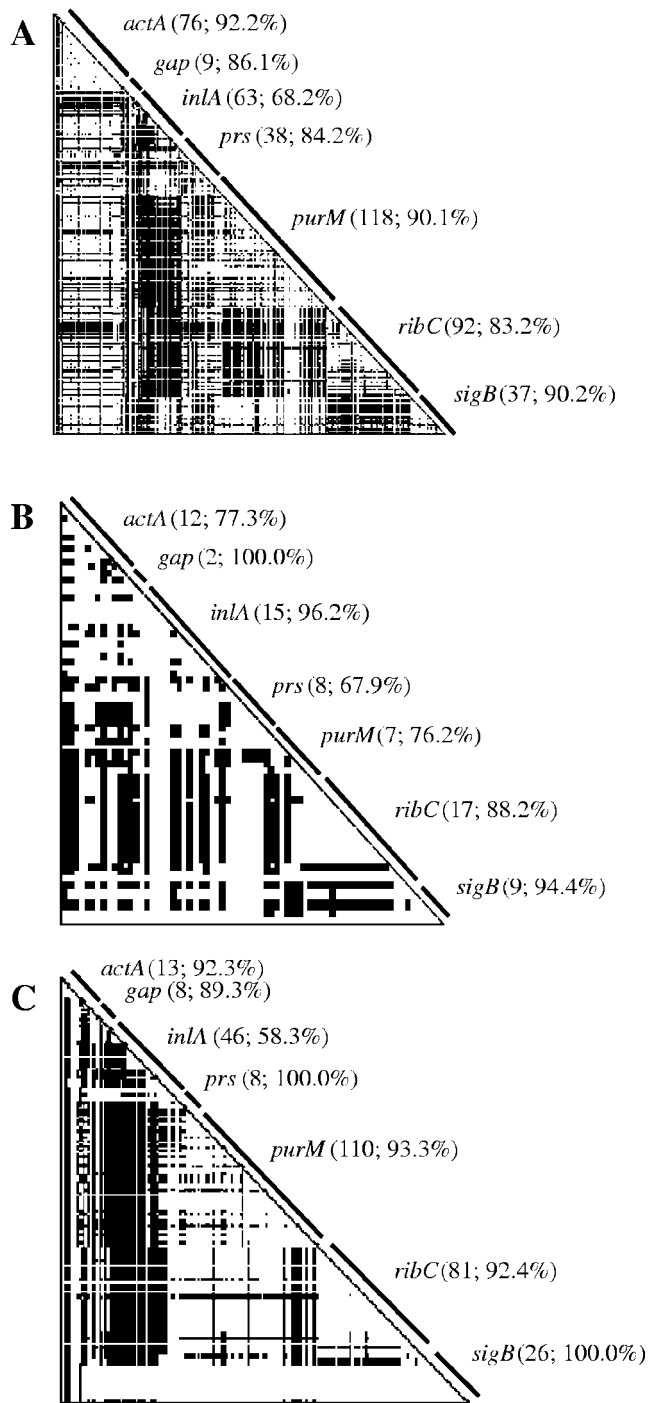 A
actA (76; 92.2%)
gap (9; 86.1%)
inlA (63; 68.2%)
prs (38; 84.2%)
purM (118; 90.1%)
ribC (92; 83.2%)
sigB (37; 90.2%)
B
actA (12; 77.3%)
gap (2; 100.0%)
inlA (15; 96.2%)
prs (8; 67.9%)
purM (7; 76.2%)
ribC (17; 88.2%)
sigB (9; 94.4%)
C
actA (13; 92.3%)
gap (8; 89.3%)
inlA (46; 58.3%)
prs (8; 100.0%)
purM (110; 93.3%)
ribC (81; 92.4%)
sigB (26; 100.0%)